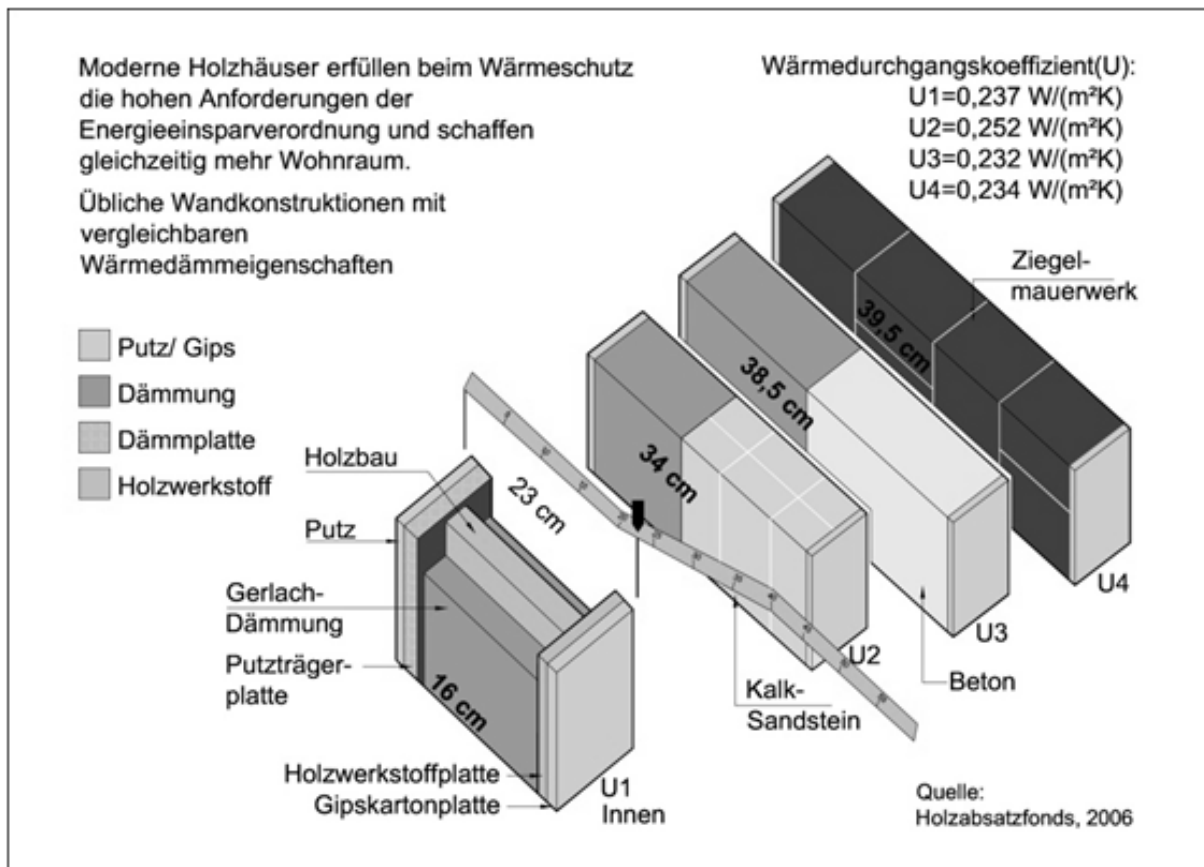 Moderne Holzhäuser erfüllen beim Wärmeschutz
die hohen Anforderungen der
Energieeinsparverordnung und schaffen
gleichzeitig mehr Wohnraum.
Übliche Wandkonstruktionen mit
vergleichbaren
Wärmedämmeigenschaften
Wärmedurchgangskoeffizient(U):
U1=0,237 W/(m²K)
U2=0,252 W/(m²K)
U3=0,232 W/(m²K)
U4=0,234 W/(m²K)
Putz/ Gips
Dämmung
Dämmplatte
Holzwerkstoff
Ziegel-
mauerwerk
39,5 cm
38,5 cm
34 cm
23 cm
Holzbau
Putz
Gerlach-
Dämmung
Putzträger-
platte
16 cm
Holzwerkstoffplatte
Gipskartonplatte
U1
Innen
Kalk-
Sandstein
U2
Beton
U3
U4
Quelle:
Holzabsatzfonds, 2006